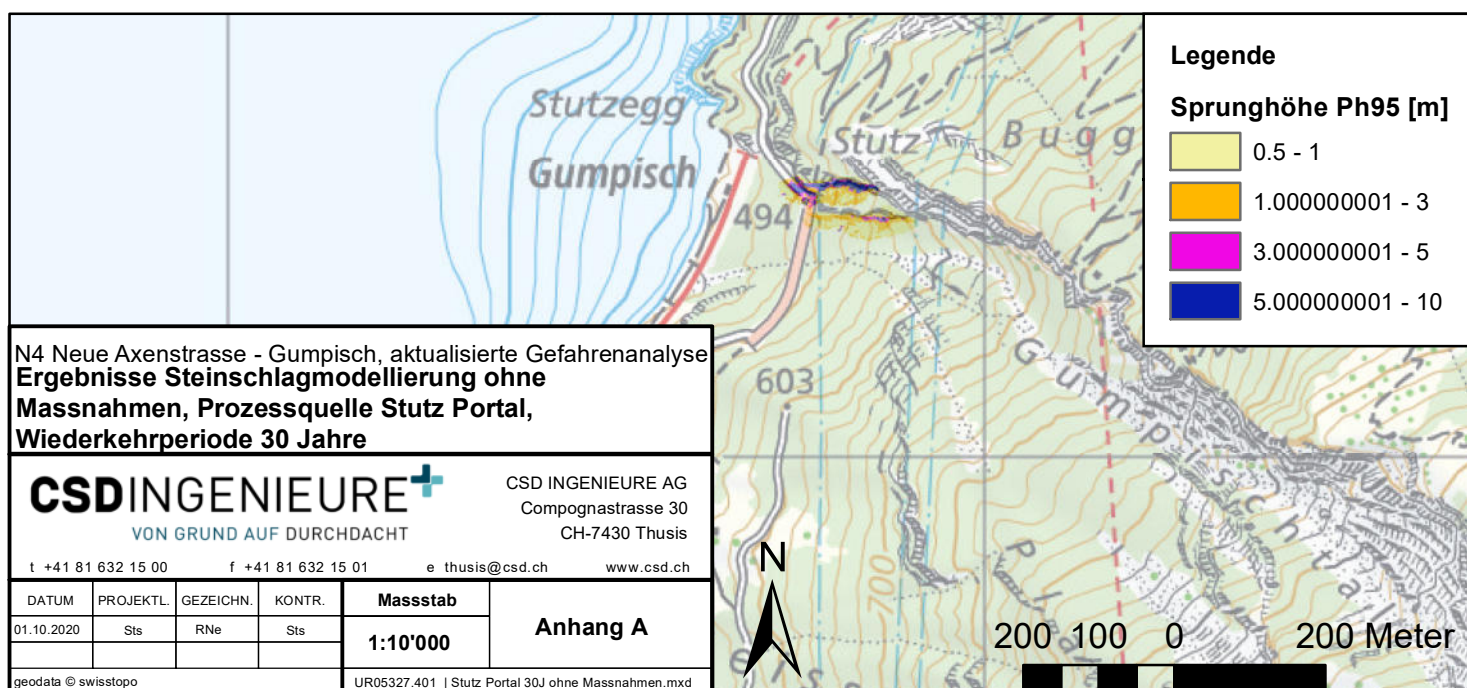 Stutzegg
Gumpisch
Stutz
Bugg
494
603
700
Gumpischtal
Legende
Sprunghöhe Ph95 [m]
0.5 - 1
1.000000001 - 3
3.000000001 - 5
5.000000001 - 10
N4 Neue Axenstrasse - Gumpisch, aktualisierte Gefahrenanalyse
Ergebnisse Steinschlagmodellierung ohne
Massnahmen, Prozessquelle Stutz Portal,
Wiederkehrperiode 30 Jahre
CSDINGENIEURE+
VON GRUND AUF DURCHDACHT
CSD INGENIEURE AG
Compognastrasse 30
CH-7430 Thusis
t +41 81 632 15 00 f +41 81 632 15 01 e thusis@csd.ch www.csd.ch
DATUM PROJEKTL. GEZEICHN. KONTR.
01.10.2020 Sts RNe Sts
Massstab
1:10'000
Anhang A
geodata © swisstopo
UR05327.401 | Stutz Portal 30J ohne Massnahmen.mxd
N
200 100 0 200 Meter